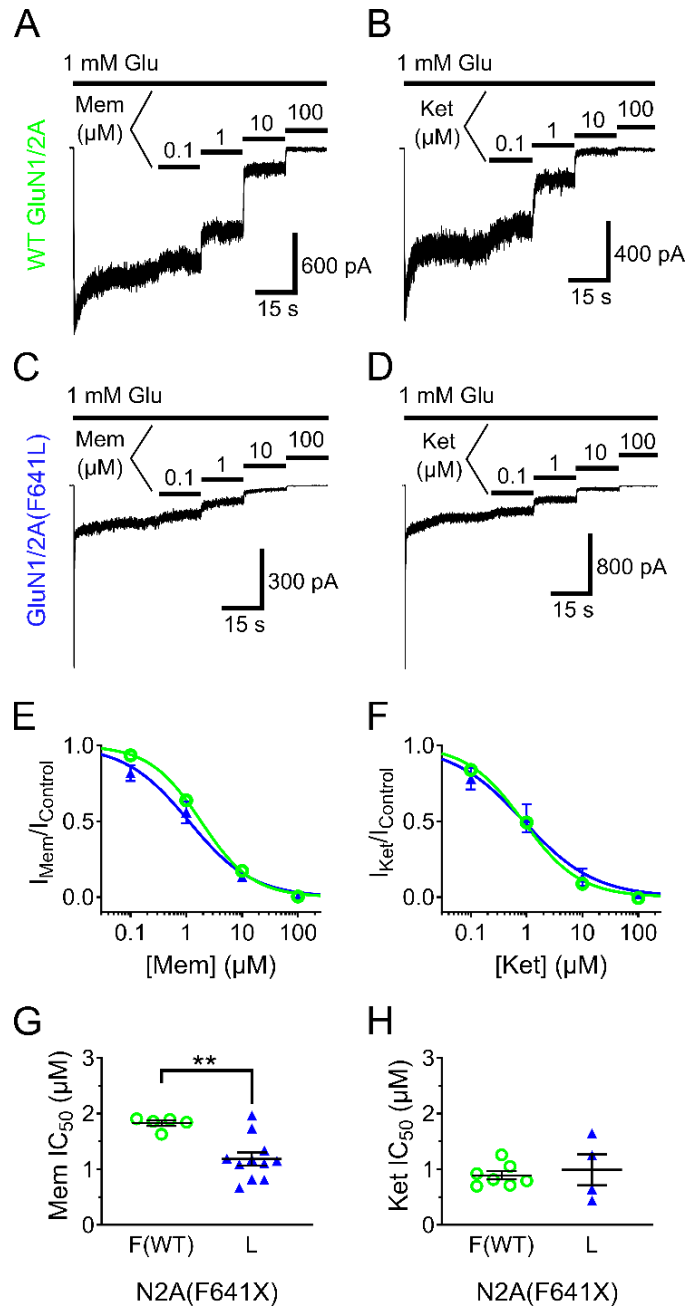 A
B
1 mM Glu
1 mM Glu
WT GluN1/2A
Mem
(µM)
0.1
1
10
100
600 pA
15 s
Ket
(µM)
0.1
1
10
100
400 pA
15 s
C
D
1 mM Glu
1 mM Glu
GluN1/2A(F641L)
Mem
(µM)
0.1
1
10
100
300 pA
15 s
Ket
(µM)
0.1
1
10
100
800 pA
15 s
E
I Mem/I Control
1.0
0.5
0.0
0.1
1
10
100
[Mem] (µM)
F
I Ket/I Control
1.0
0.5
0.0
0.1
1
10
100
[Ket] (µM)
G
Mem IC50 (µM)
3
2
1
0
**
F(WT)
L
N2A(F641X)
H
Ket IC50 (µM)
3
2
1
0
F(WT)
L
N2A(F641X)